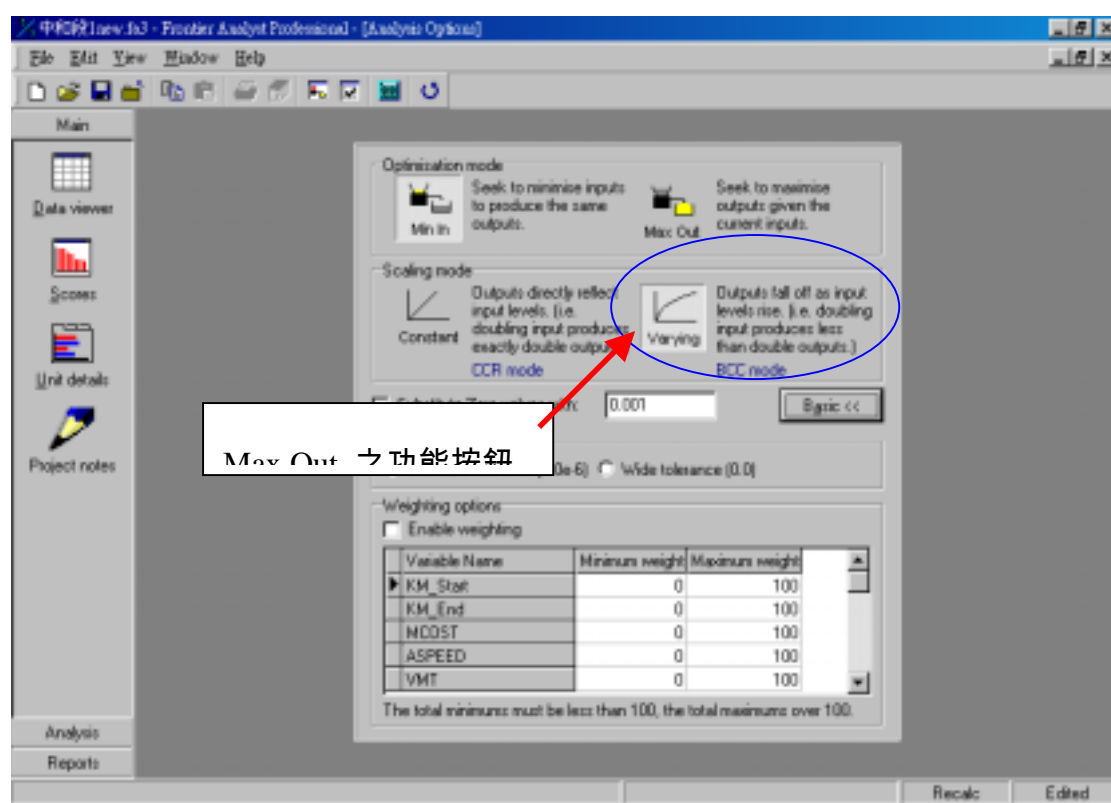 中和段1new.fa3 - Frontier Analyst Professional - [Analysis Options]
File Edit View Window Help
Main
Data viewer
Scores
Unit details
Project notes
Analysis
Reports
Optimisation mode
Min In
Seek to minimise inputs
to produce the same
outputs.
Max Out
Seek to maximise
outputs given the
current inputs.
Scaling mode
Constant
Outputs directly reflect
input levels. (i.e.
doubling input produces
exactly double
CCR mode
Varying
Outputs fall off as input
levels rise. (i.e. doubling
input produces less
than double outputs.)
BCC mode
0.001
Basic <<
Max Out 之功能按鈕
0e-6) Wide tolerance (0.0)
Weighting options
Enable weighting
Variable Name Minimum weight Maximum weight
KM_Start 0 100
KM_End 0 100
MCOST 0 100
ASPEED 0 100
VMT 0 100
The total minimums must be less than 100, the total maximums over 100.
Recalc Edited